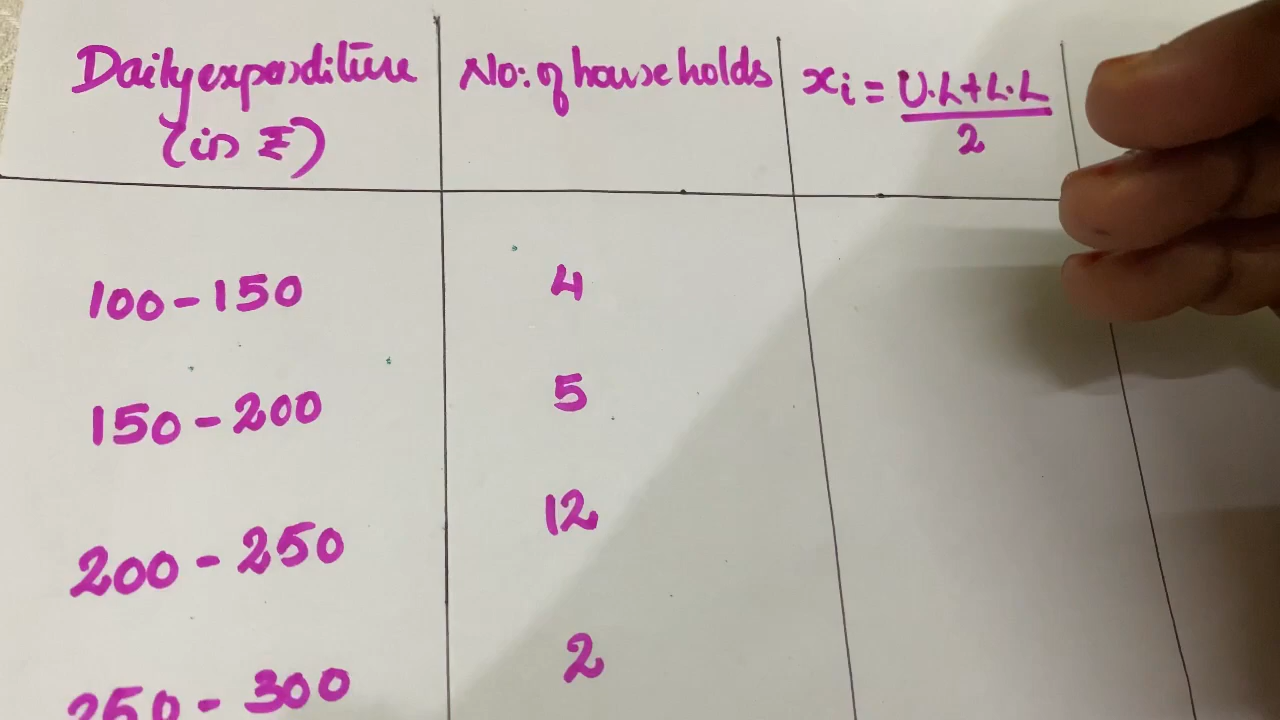 Daily expenditure No: of households xi = U.L+L.L
(in ₹) 2
100-150 4
150-200 5
200-250 12
250-300 2